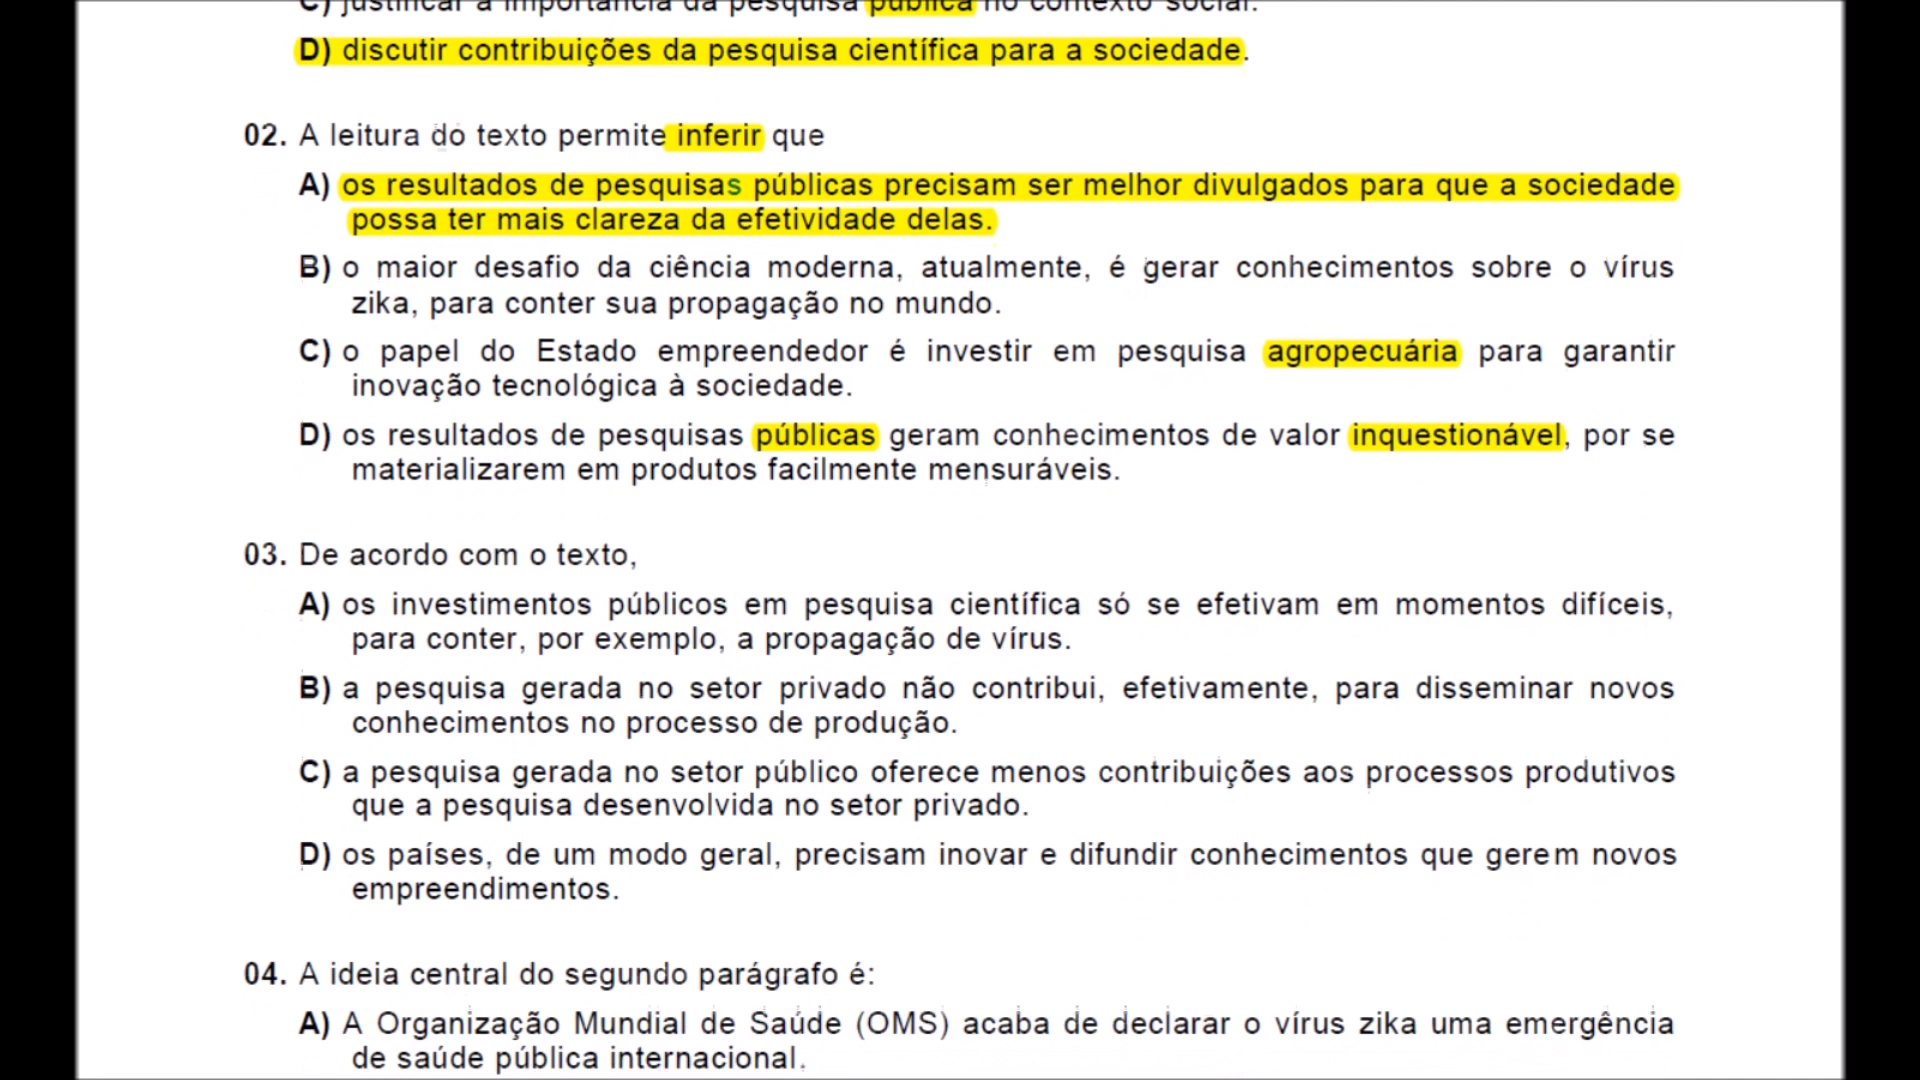 C) justificar a importância da pesquisa pública no contexto social.
D) discutir contribuições da pesquisa científica para a sociedade.
02. A leitura do texto permite inferir que
A) os resultados de pesquisas públicas precisam ser melhor divulgados para que a sociedade
possa ter mais clareza da efetividade delas.
B) o maior desafio da ciência moderna, atualmente, é gerar conhecimentos sobre o vírus
zika, para conter sua propagação no mundo.
C) o papel do Estado empreendedor é investir em pesquisa agropecuária para garantir
inovação tecnológica à sociedade.
D) os resultados de pesquisas públicas geram conhecimentos de valor inquestionável, por se
materializarem em produtos facilmente mensuráveis.
03. De acordo com o texto,
A) os investimentos públicos em pesquisa científica só se efetivam em momentos difíceis,
para conter, por exemplo, a propagação de vírus.
B) a pesquisa gerada no setor privado não contribui, efetivamente, para disseminar novos
conhecimentos no processo de produção.
C) a pesquisa gerada no setor público oferece menos contribuições aos processos produtivos
que a pesquisa desenvolvida no setor privado.
D) os países, de um modo geral, precisam inovar e difundir conhecimentos que gerem novos
empreendimentos.
04. A ideia central do segundo parágrafo é:
A) A Organização Mundial de Saúde (OMS) acaba de declarar o vírus zika uma emergência
de saúde pública internacional.